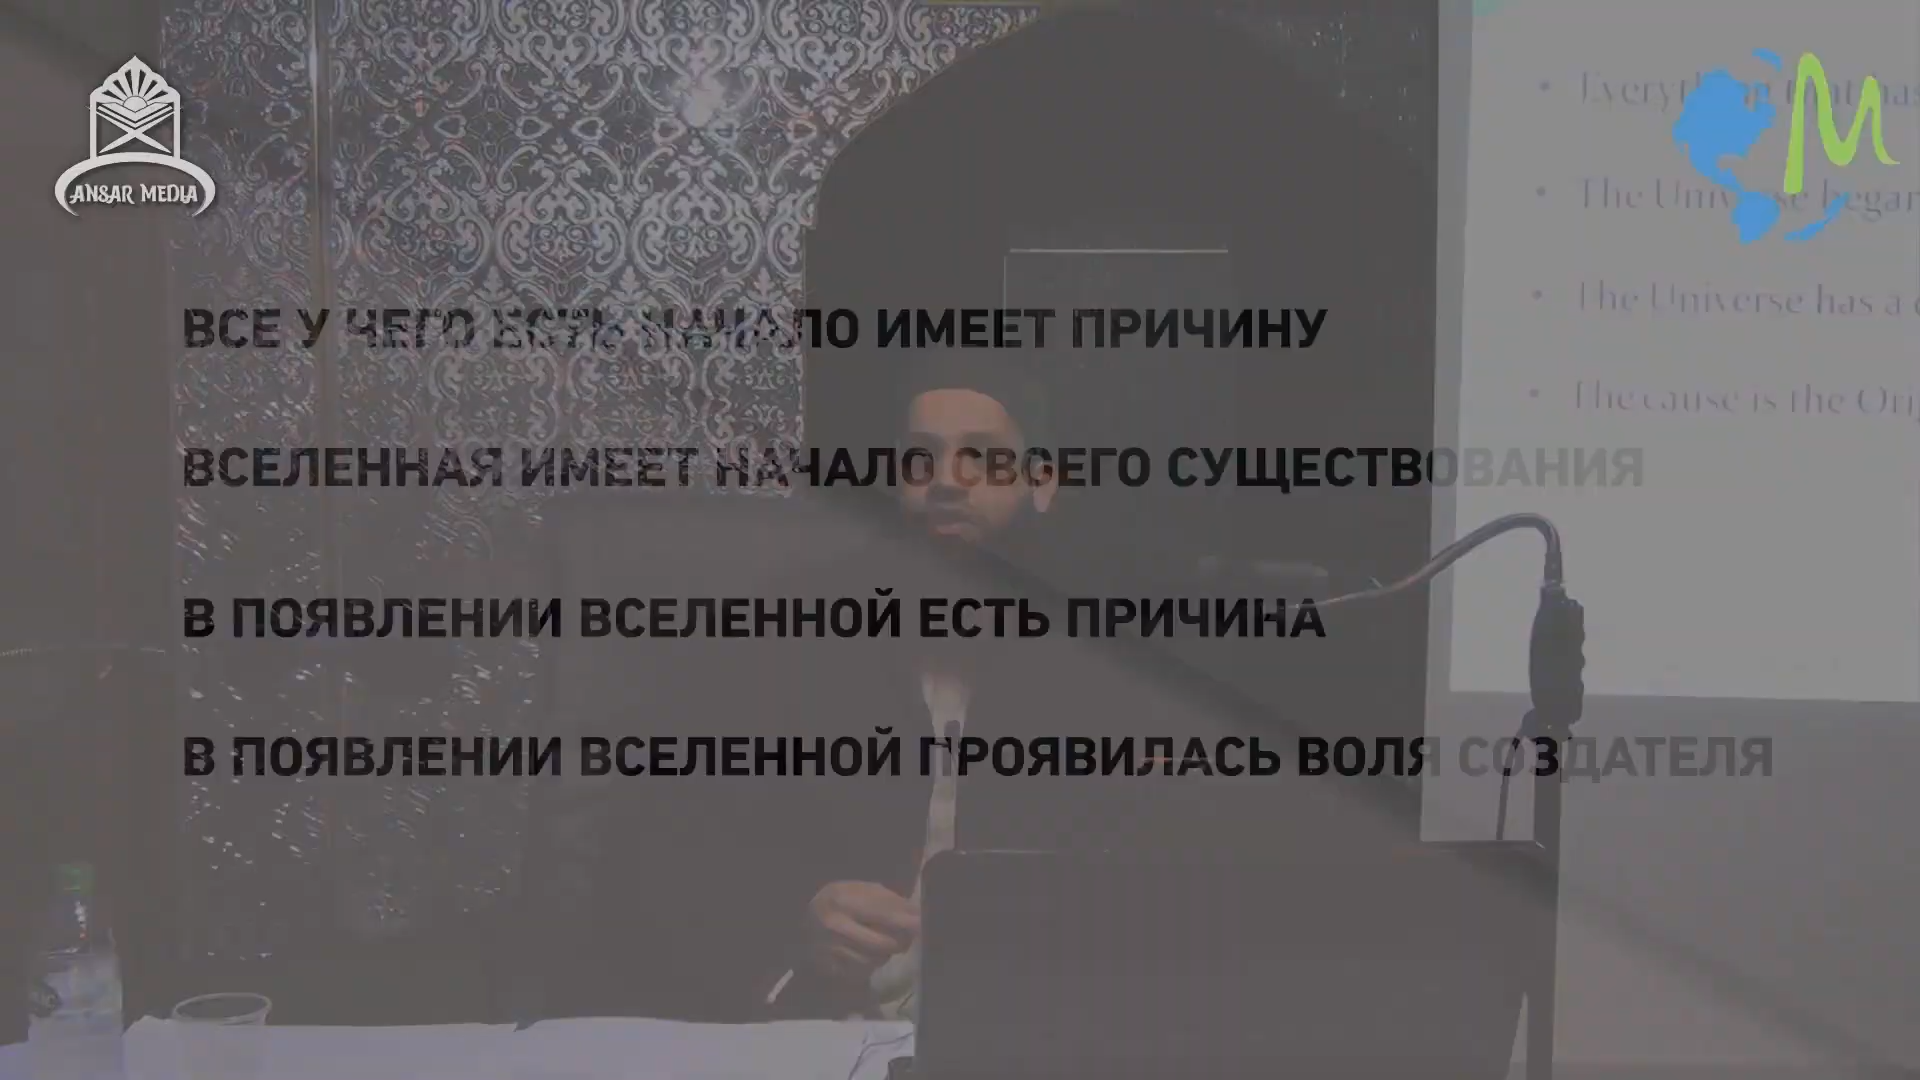 ANSAR MEDIA
M
Everything that has
The Universe began
The Universe has a
The cause is the
ВСЕ У ЧЕГО ЕСТЬ НАЧАЛО ИМЕЕТ ПРИЧИНУ
ВСЕЛЕННАЯ ИМЕЕТ НАЧАЛО СВОЕГО СУЩЕСТВОВАНИЯ
В ПОЯВЛЕНИИ ВСЕЛЕННОЙ ЕСТЬ ПРИЧИНА
В ПОЯВЛЕНИИ ВСЕЛЕННОЙ ПРОЯВИЛАСЬ ВОЛЯ СОЗДАТЕЛЯ